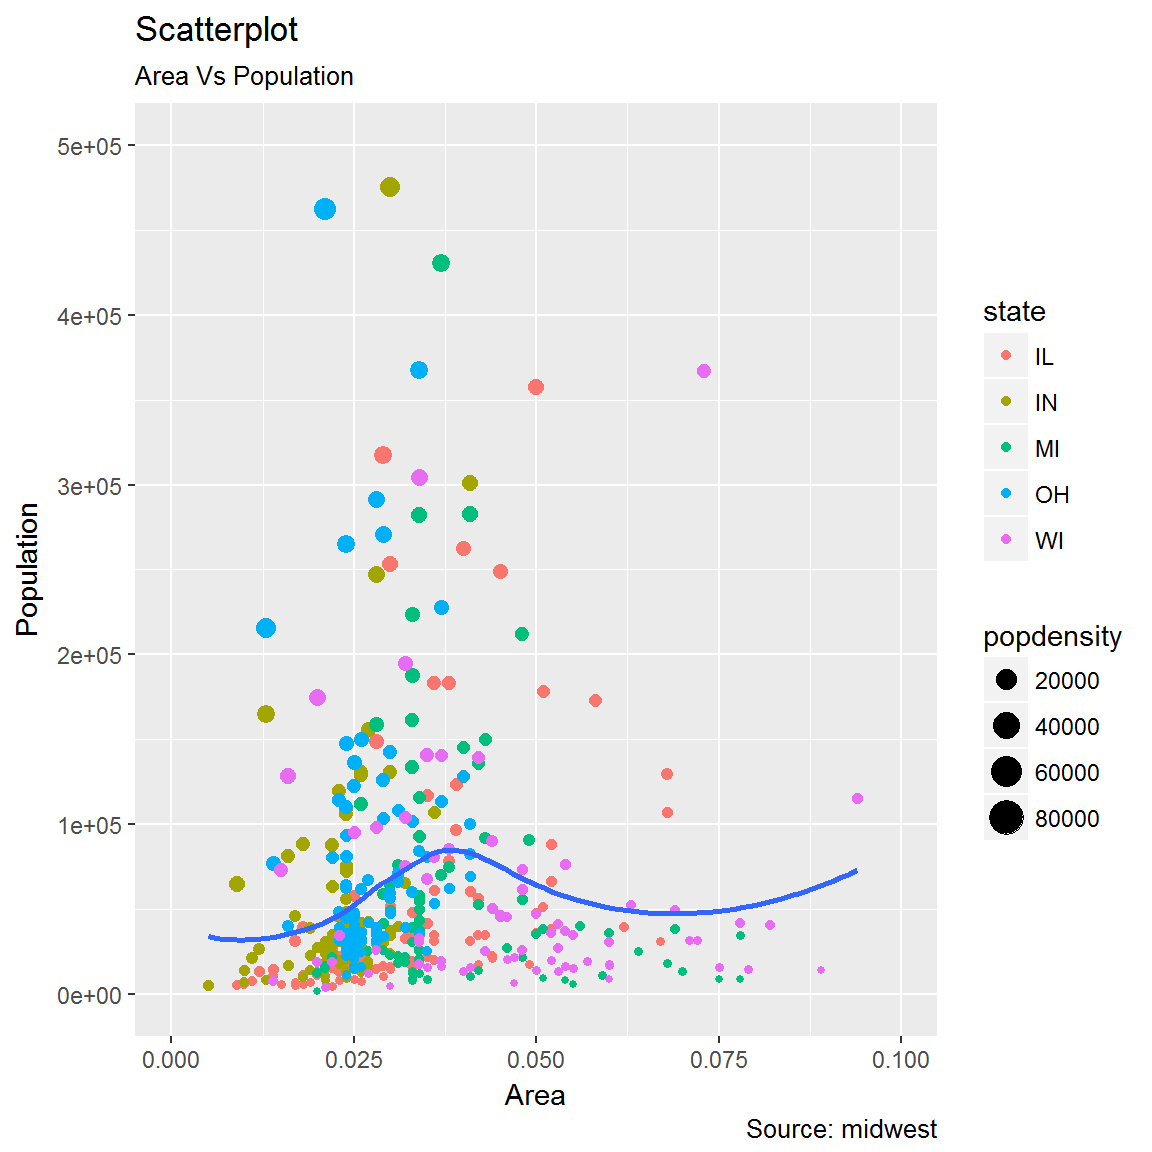 Scatterplot
Area Vs Population
5e+05
4e+05
3e+05
2e+05
1e+05
0e+00
Population
0.000
0.025
0.050
0.075
0.100
Area
Source: midwest
state
IL
IN
MI
OH
WI
popdensity
20000
40000
60000
80000